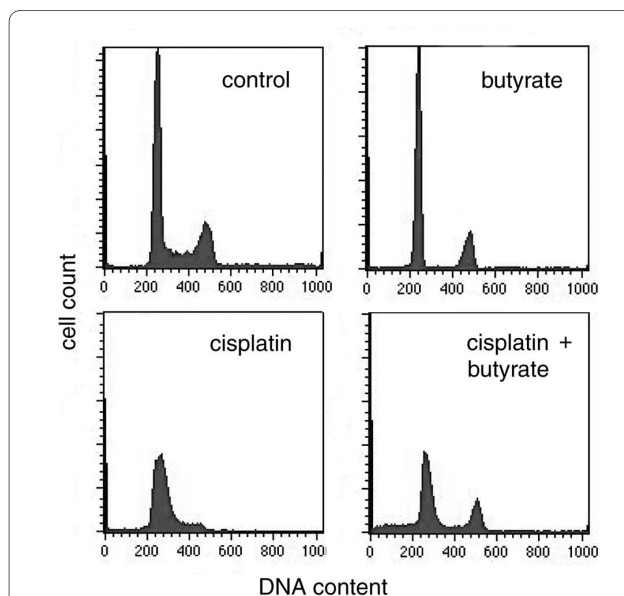 control
butyrate
0 200 400 600 800 1000
0 200 400 600 800 1000
cell count
cisplatin
cisplatin +
butyrate
0 200 400 600 800 100
0 200 400 600 800 1000
DNA content